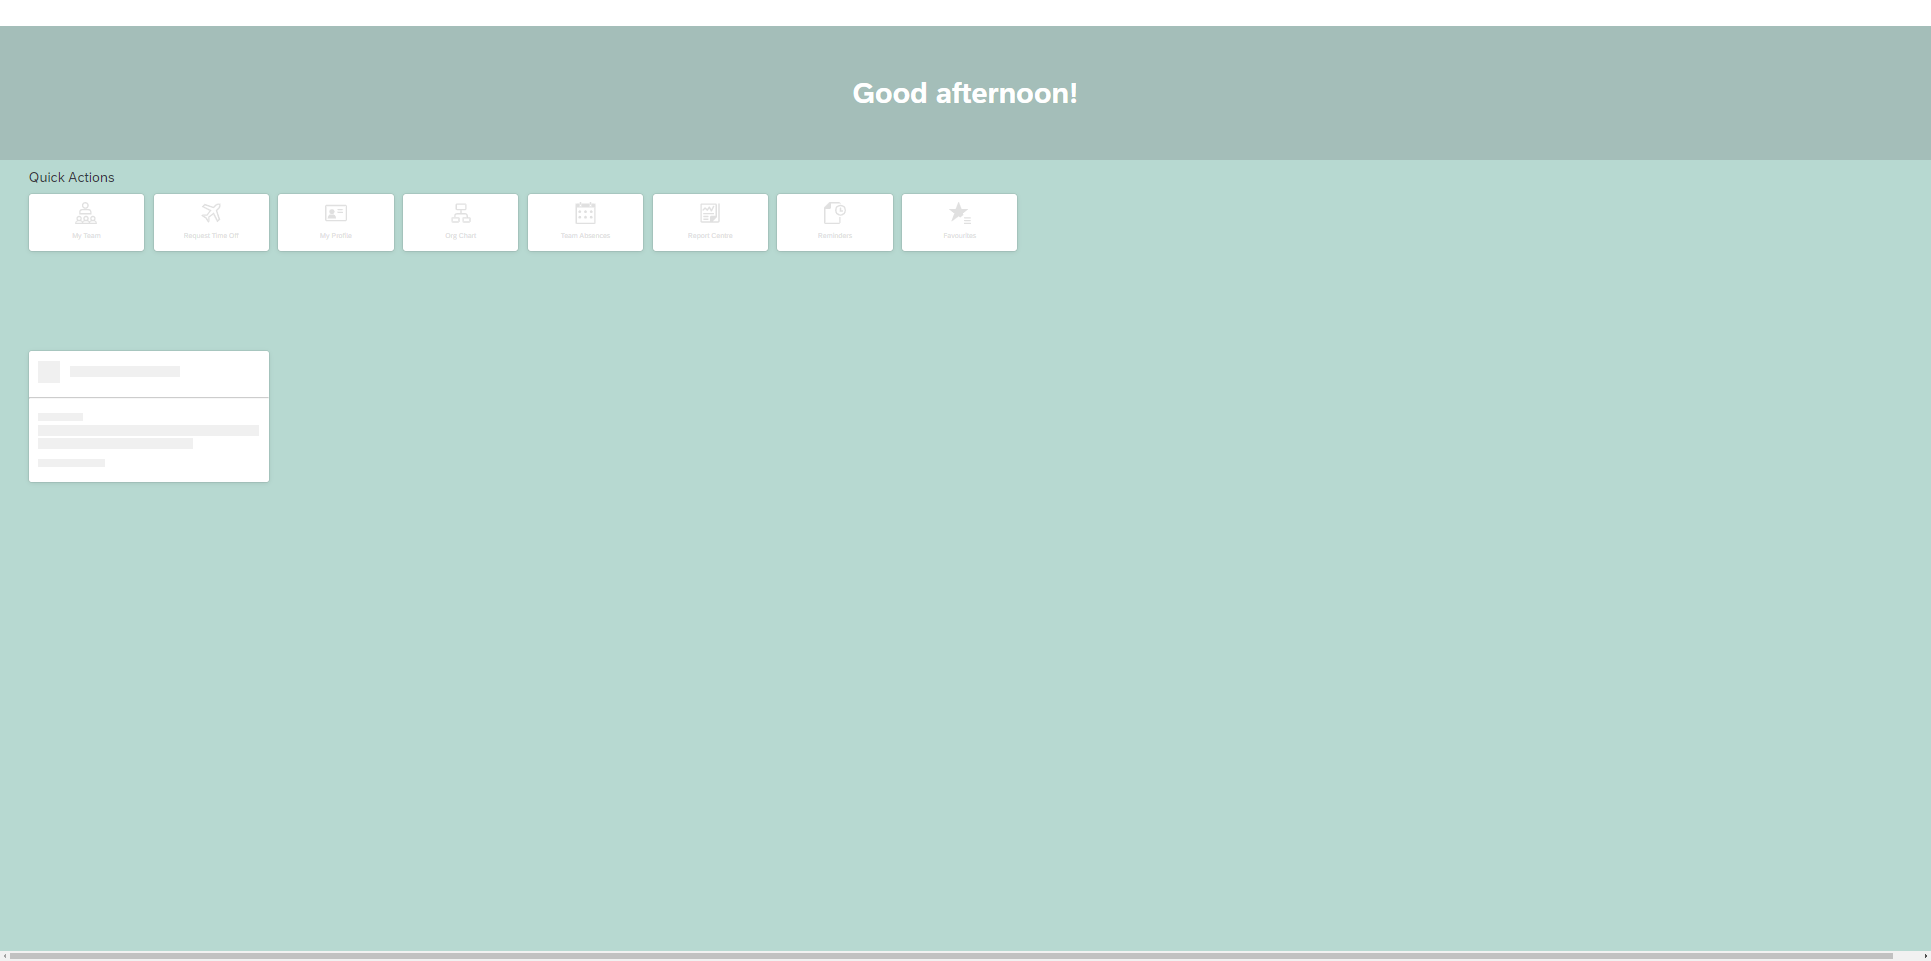 Good afternoon!
Quick Actions
My Team
Request Time Off
My Profile
Org Chart
Team Absences
Report Centre
Reminders
Favourites